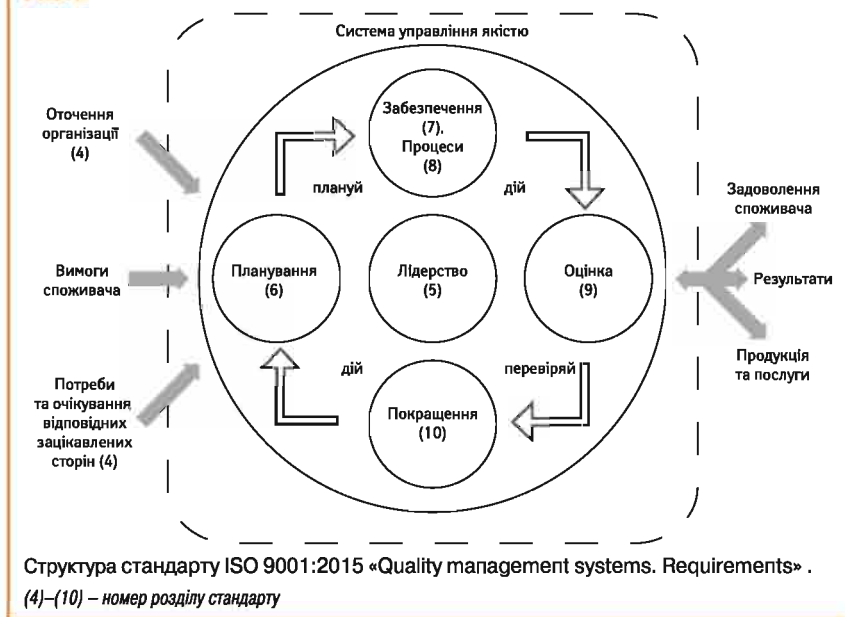 Система управління якістю
Оточення
організації
(4)
Забезпечення
(7),
Процеси
(8)
плануй
дій
Задоволення
споживача
Вимоги
споживача
Планування
(6)
Лідерство
(5)
Оцінка
(9)
Результати
дій
перевіряй
Продукція
та послуги
Потреби
та очікування
відповідних
зацікавлених
сторін (4)
Покращення
(10)
Структура стандарту ISO 9001:2015 «Quality management systems. Requirements» .
(4)–(10) – номер розділу стандарту